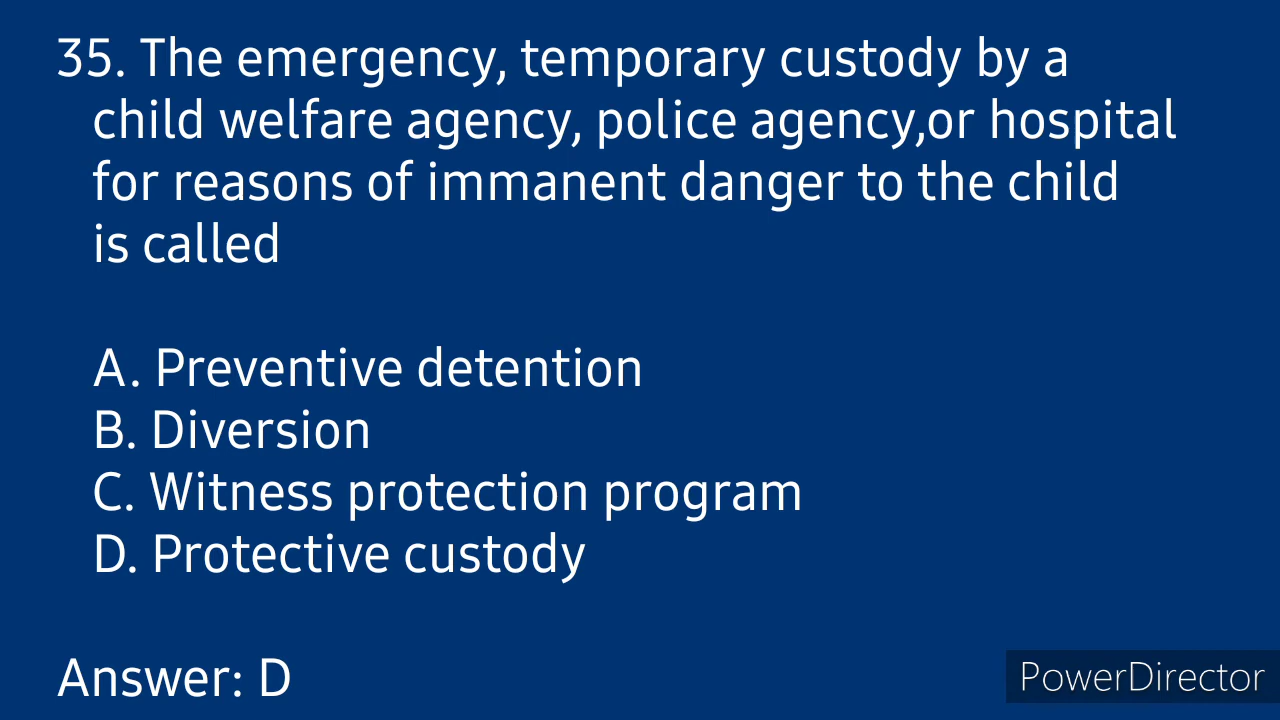 35. The emergency, temporary custody by a
child welfare agency, police agency,or hospital
for reasons of immanent danger to the child
is called
A. Preventive detention
B. Diversion
C. Witness protection program
D. Protective custody
Answer: D
PowerDirector